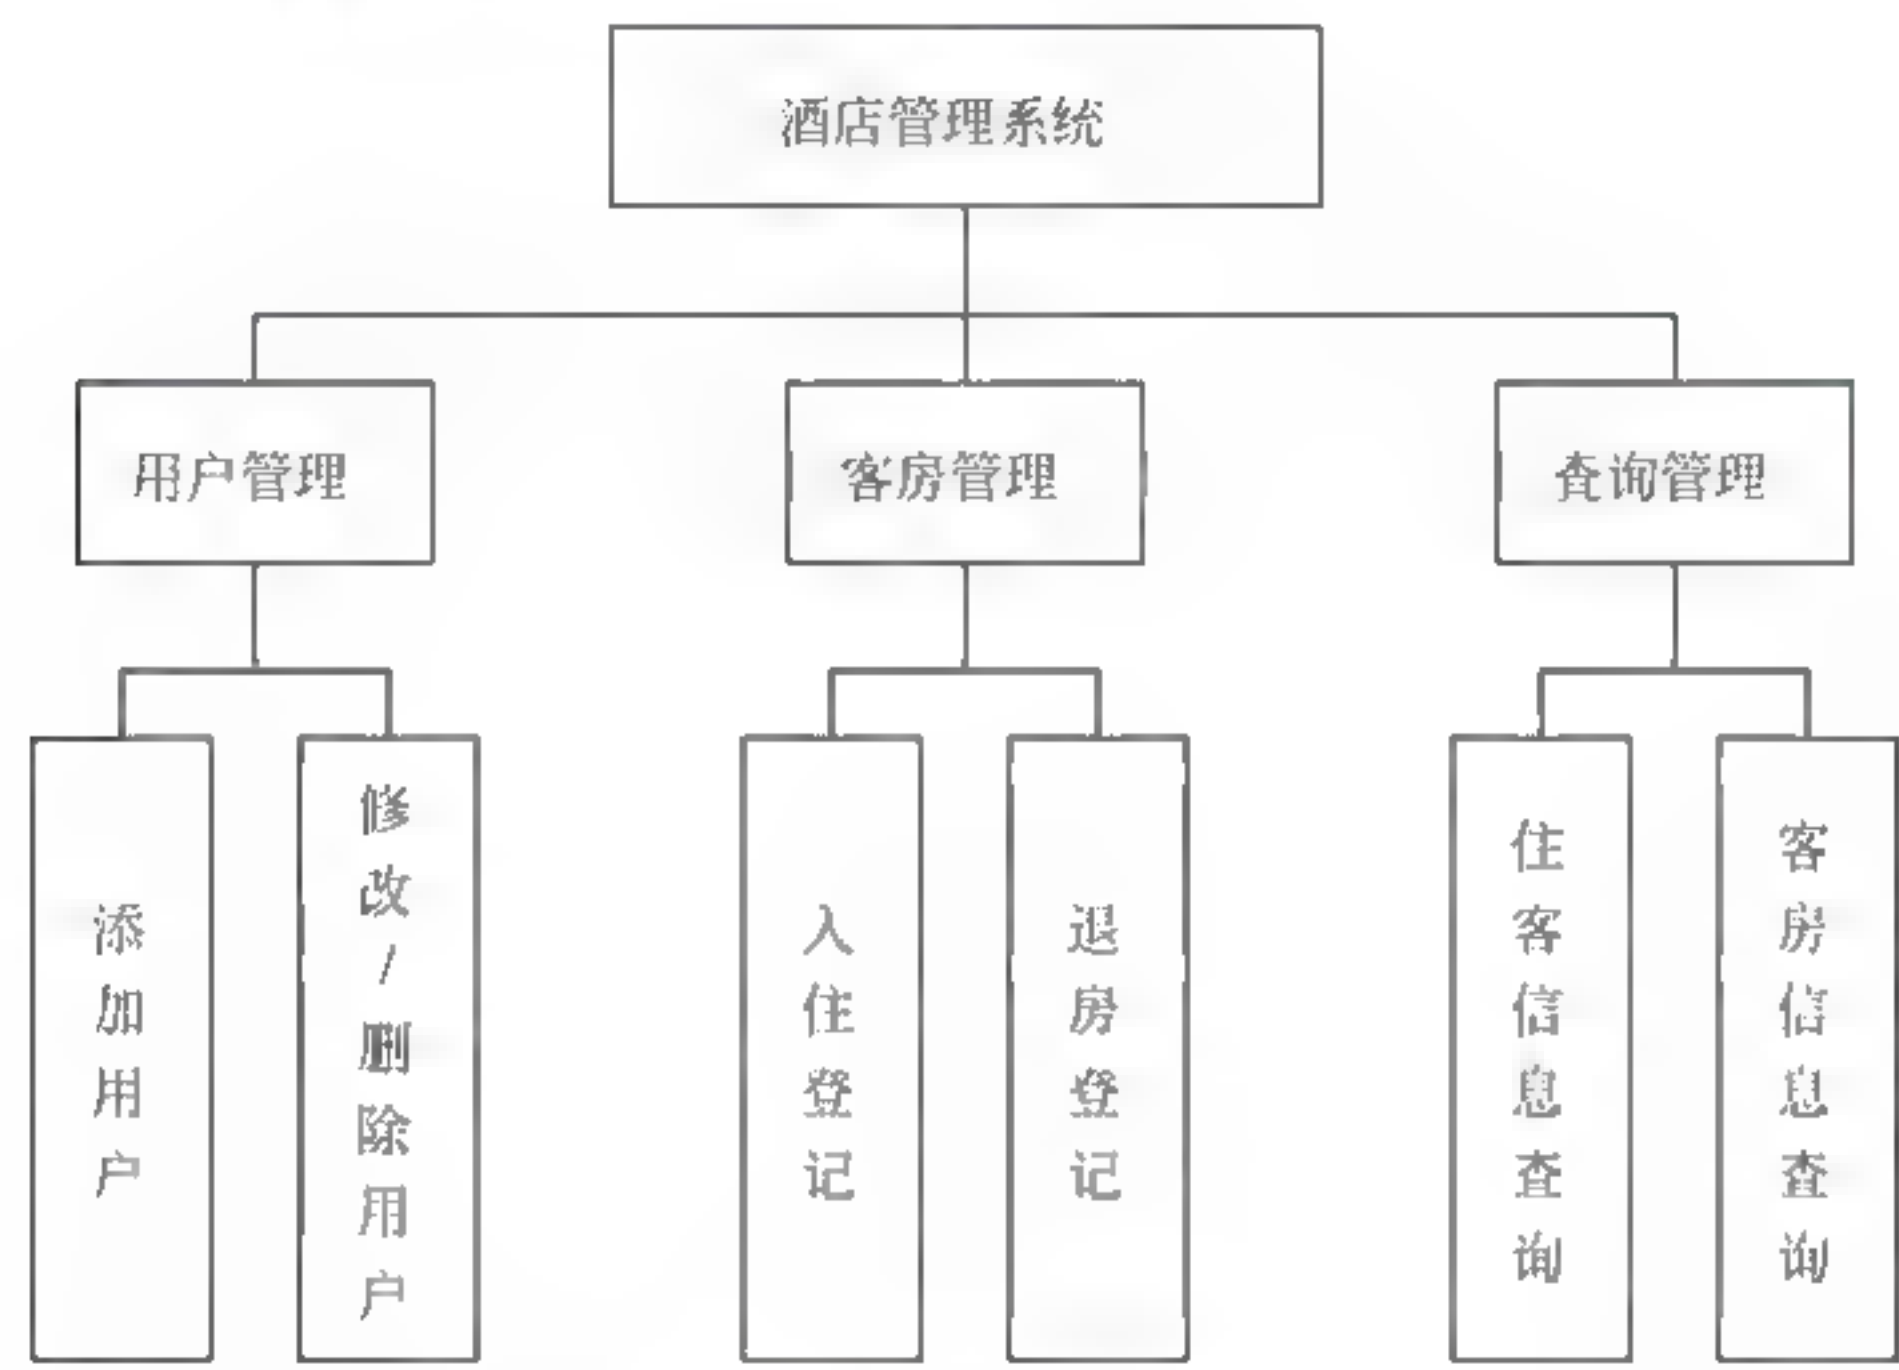 酒店管理系统
用户管理
客房管理
查询管理
添加用户
修改/删除用户
入住登记
退房登记
住客信息查询
客房信息查询